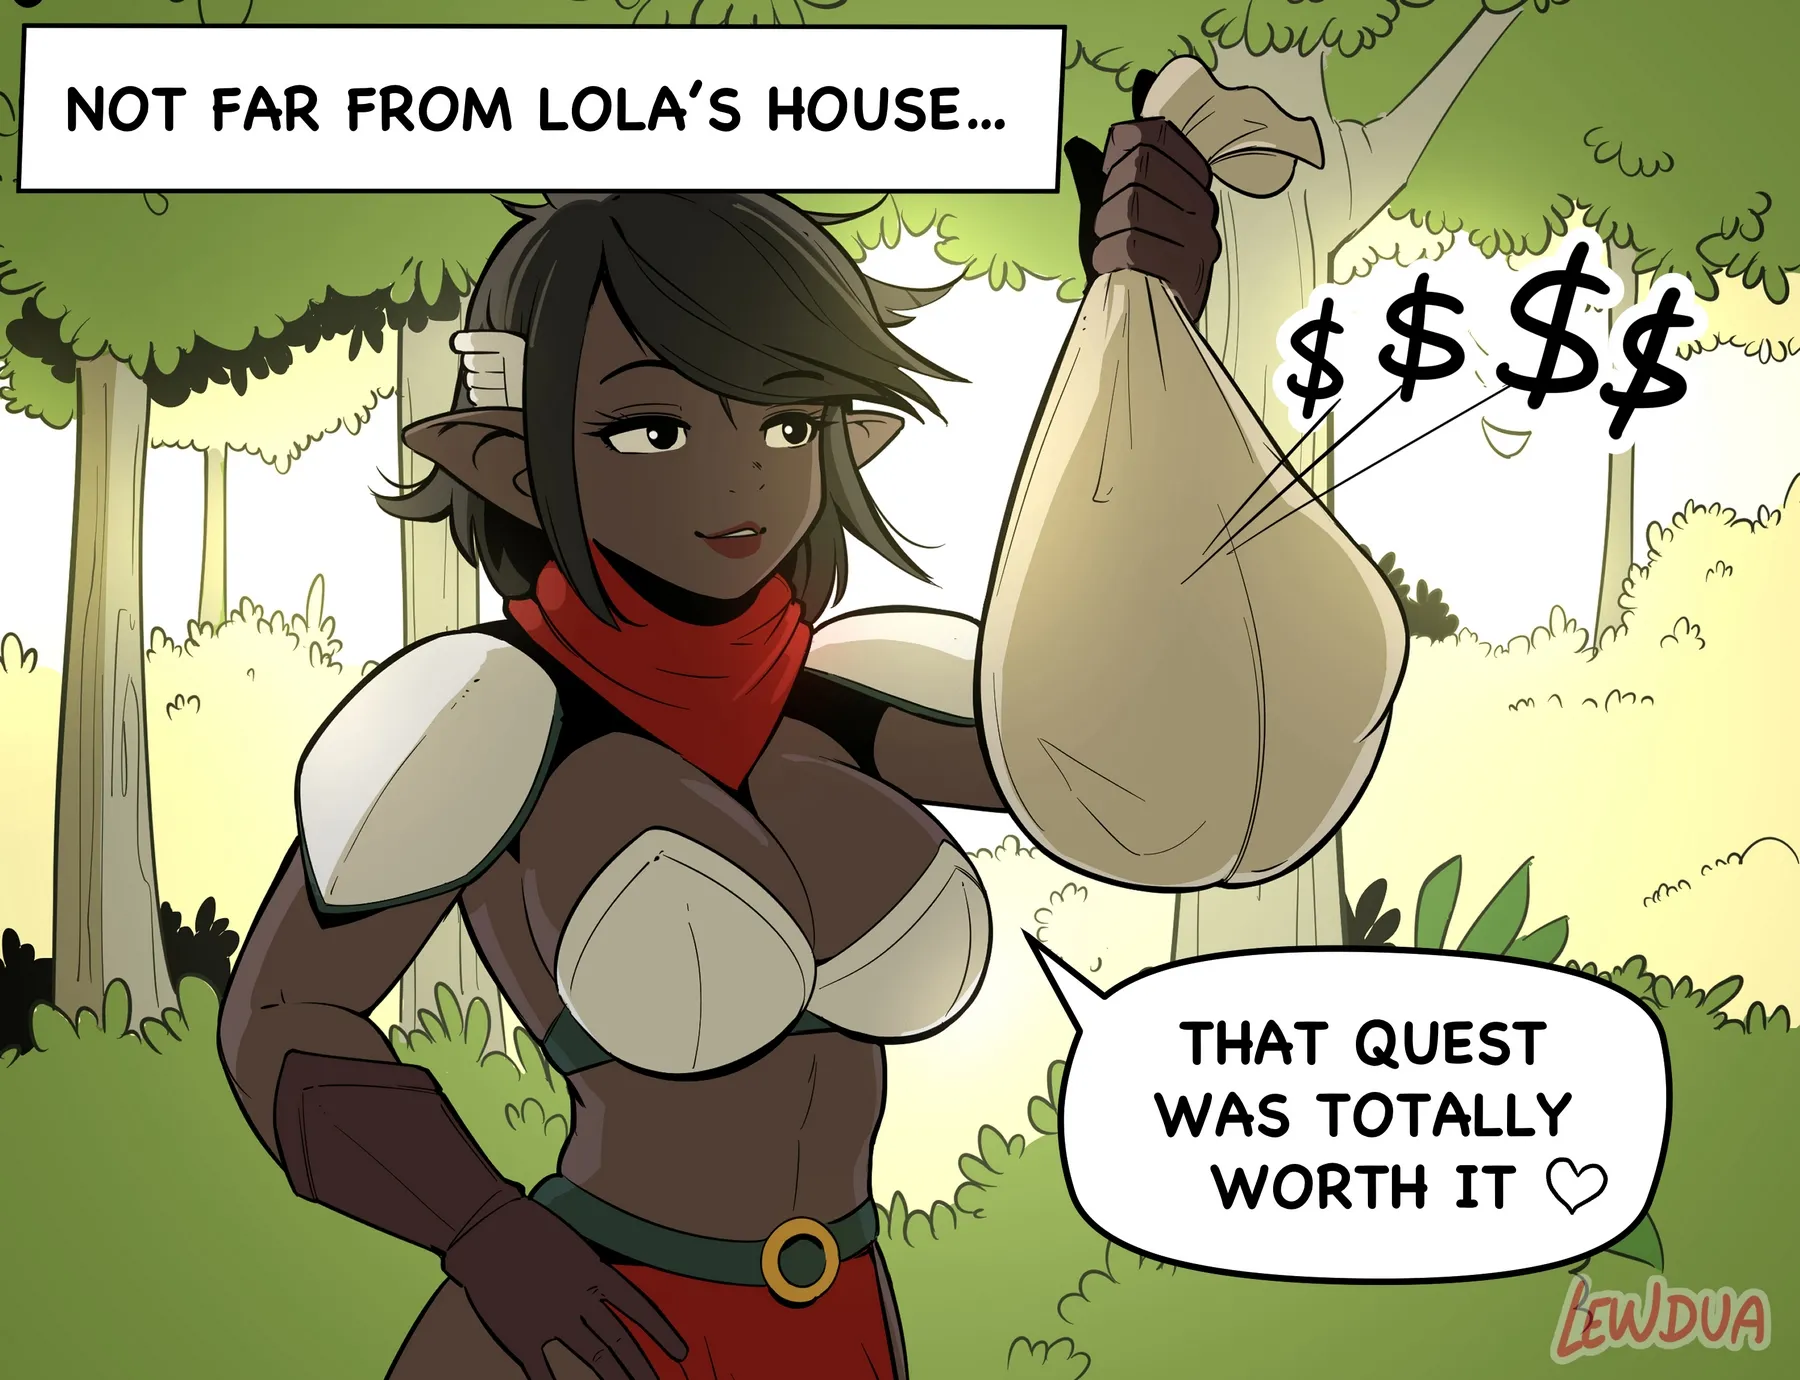 NOT FAR FROM LOLA'S HOUSE...
$ $ $ $
THAT QUEST
WAS TOTALLY
WORTH IT ♡
LEWDUA